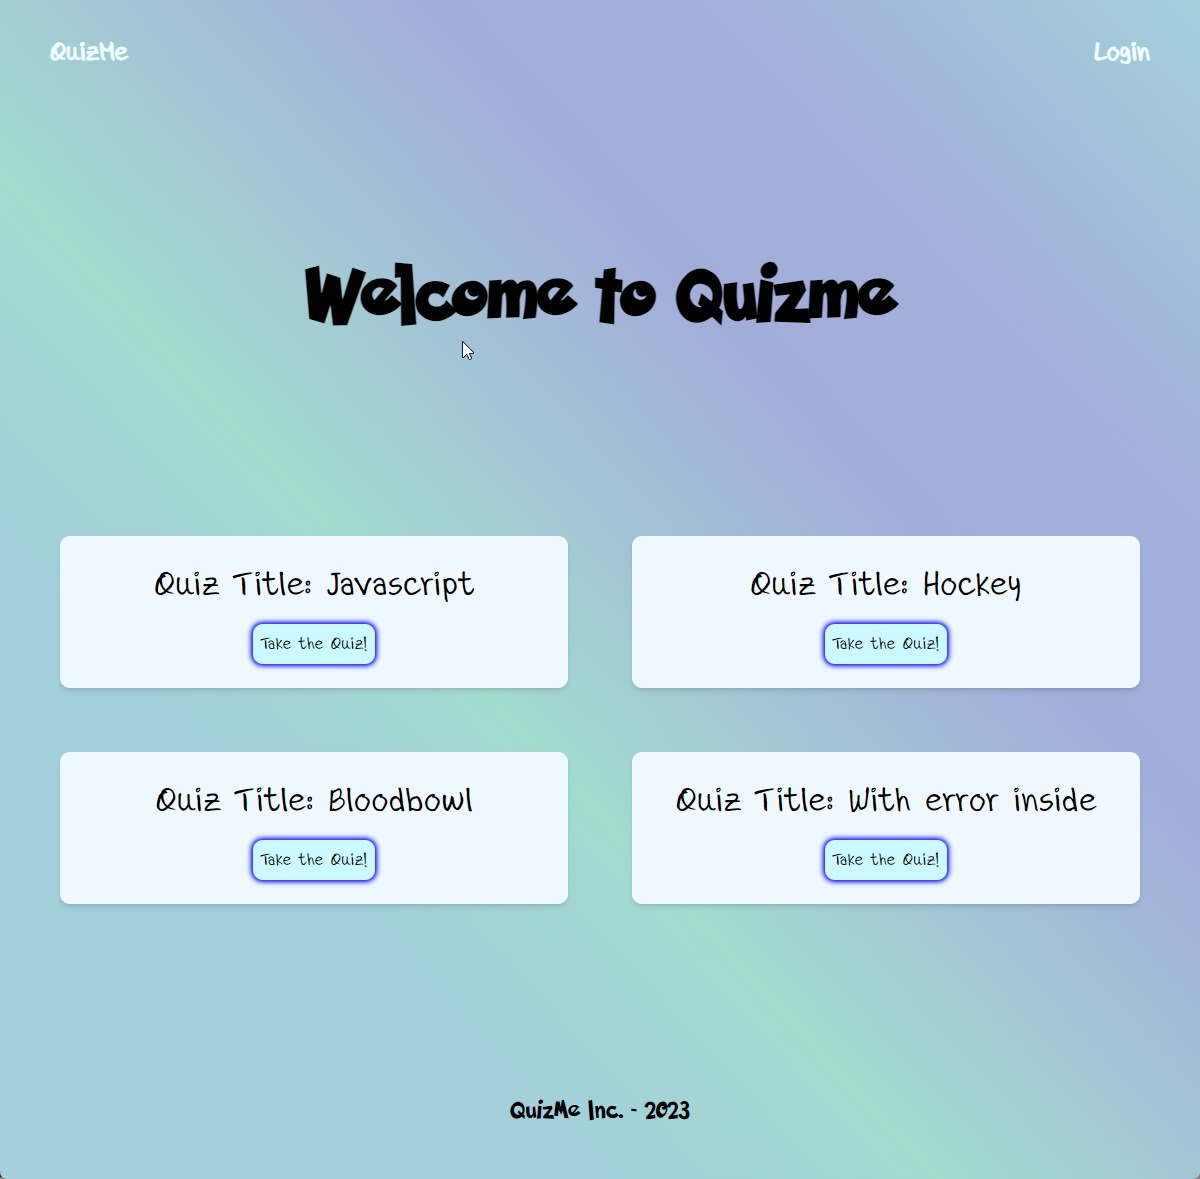 QuizMe
Login
Welcome to Quizme
Quiz Title: Javascript
Take the Quiz!
Quiz Title: Hockey
Take the Quiz!
Quiz Title: Bloodbowl
Take the Quiz!
Quiz Title: With error inside
Take the Quiz!
QuizMe Inc. - 2023